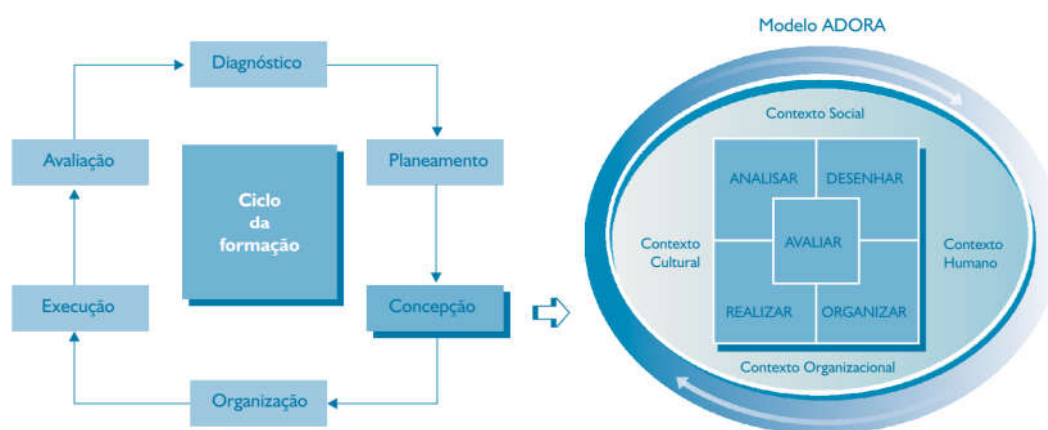 Modelo ADORA
Diagnóstico
Avaliação
Planeamento
Ciclo
da
formação
Execução
Concepção
Organização
Contexto Social
ANALISAR
DESENHAR
AVALIAR
Contexto
Cultural
Contexto
Humano
REALIZAR
ORGANIZAR
Contexto Organizacional